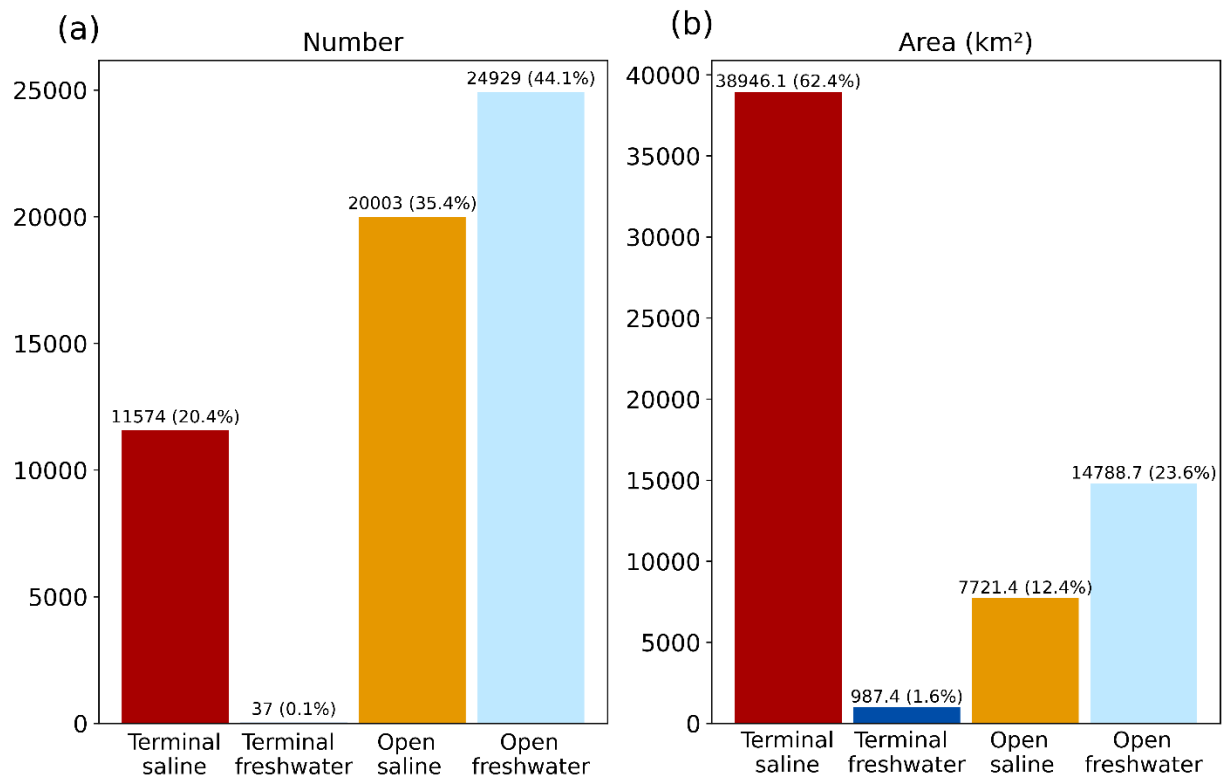 (a)
Number
25000
20000
15000
10000
5000
0
11574 (20.4%)
37 (0.1%)
20003 (35.4%)
24929 (44.1%)
Terminal
saline
Terminal
freshwater
Open
saline
Open
freshwater
(b)
Area (km²)
40000
35000
30000
25000
20000
15000
10000
5000
0
38946.1 (62.4%)
987.4 (1.6%)
7721.4 (12.4%)
14788.7 (23.6%)
Terminal
saline
Terminal
freshwater
Open
saline
Open
freshwater